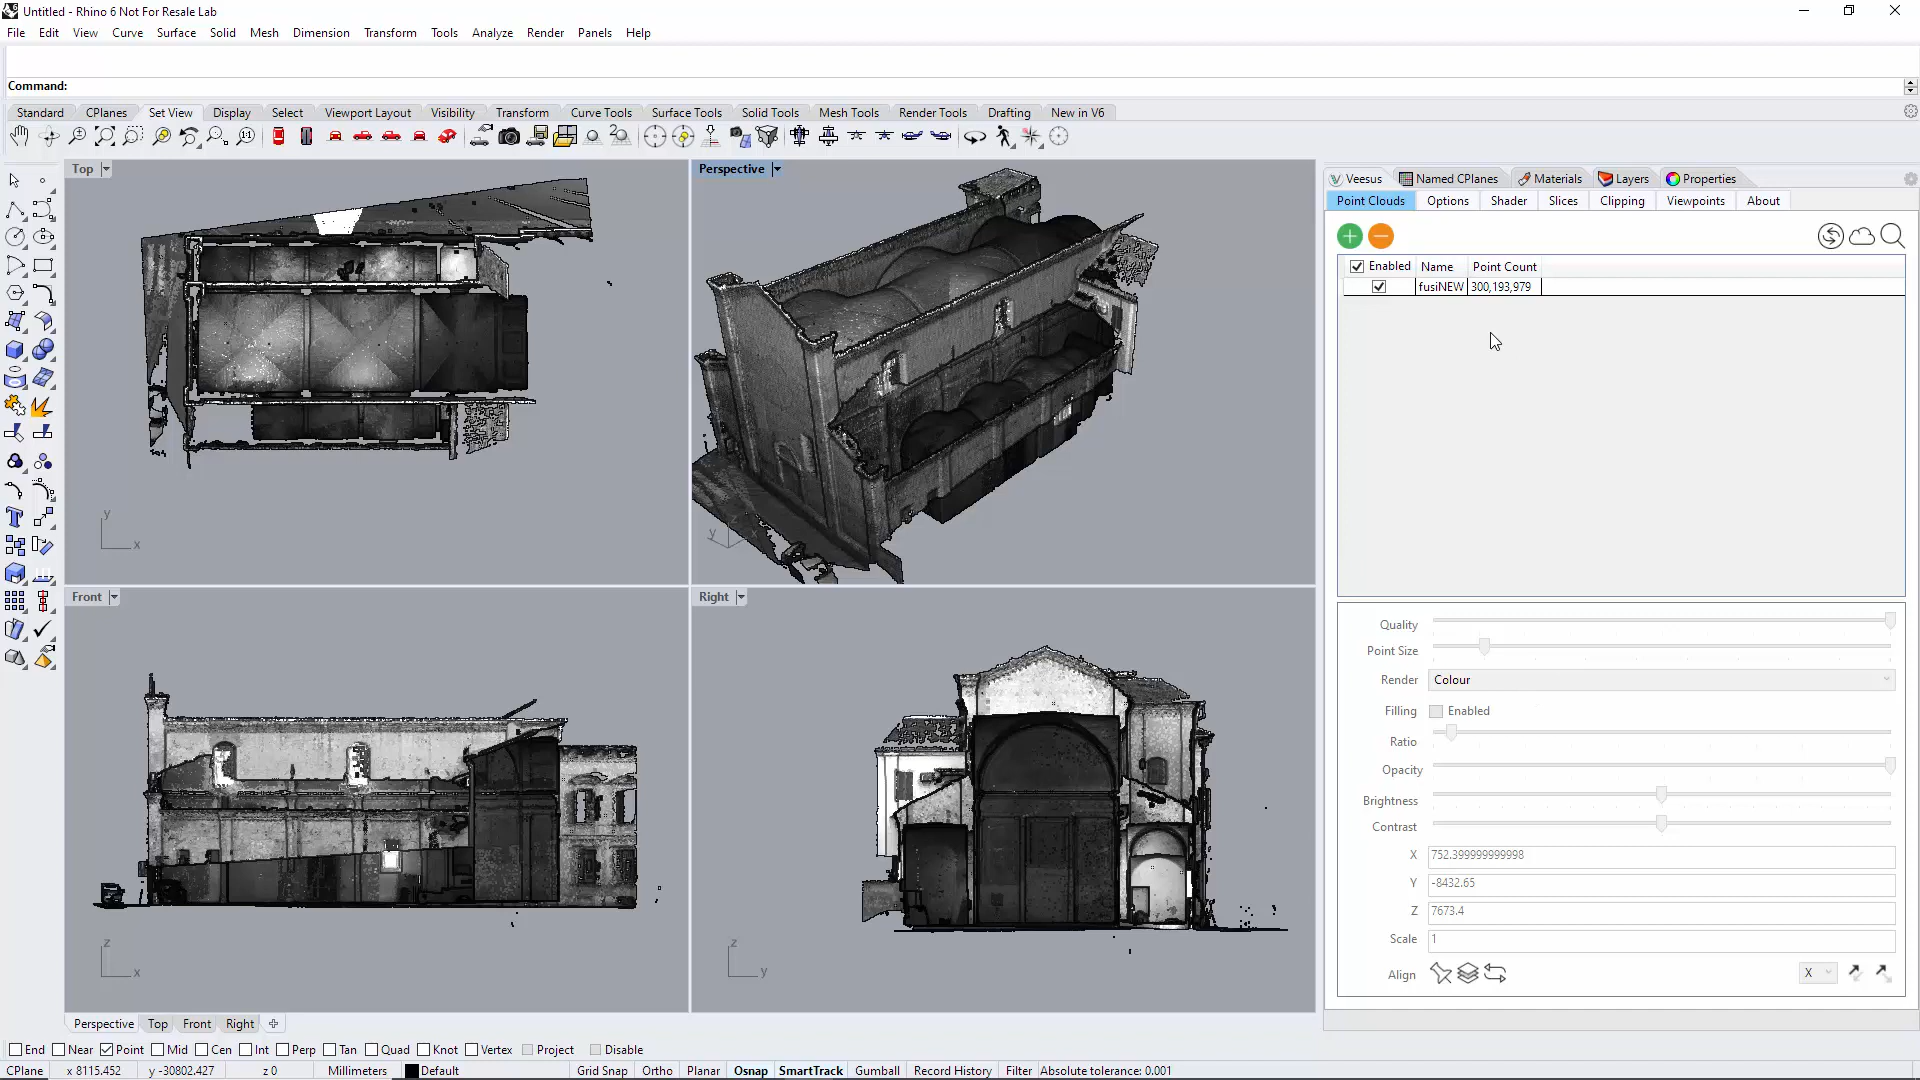 Untitled - Rhino 6 Not For Resale Lab
File Edit View Curve Surface Solid Mesh Dimension Transform Tools Analyze Render Panels Help
Command:
Standard CPlanes Set View Display Select Viewport Layout Visibility Transform Curve Tools Surface Tools Solid Tools Mesh Tools Render Tools Drafting New in V6
Top
Perspective
Veesus Named CPlanes Materials Layers Properties
Point Clouds Options Shader Slices Clipping Viewpoints About
Enabled Name Point Count
fusiNEW 300,193,979
y
x
y
Front
Right
Quality
Point Size
Render Colour
Filling Enabled
Ratio
Opacity
Brightness
Contrast
X 752.399999999998
Y -8432.65
Z 7673.4
Scale 1
Align X
z
x
z
y
Perspective Top Front Right
End Near Point Mid Cen Int Perp Tan Quad Knot Vertex Project Disable
CPlane x 8115.452 y -30802.427 z 0 Millimeters Default Grid Snap Ortho Planar Osnap SmartTrack Gumball Record History Filter Absolute tolerance: 0.001